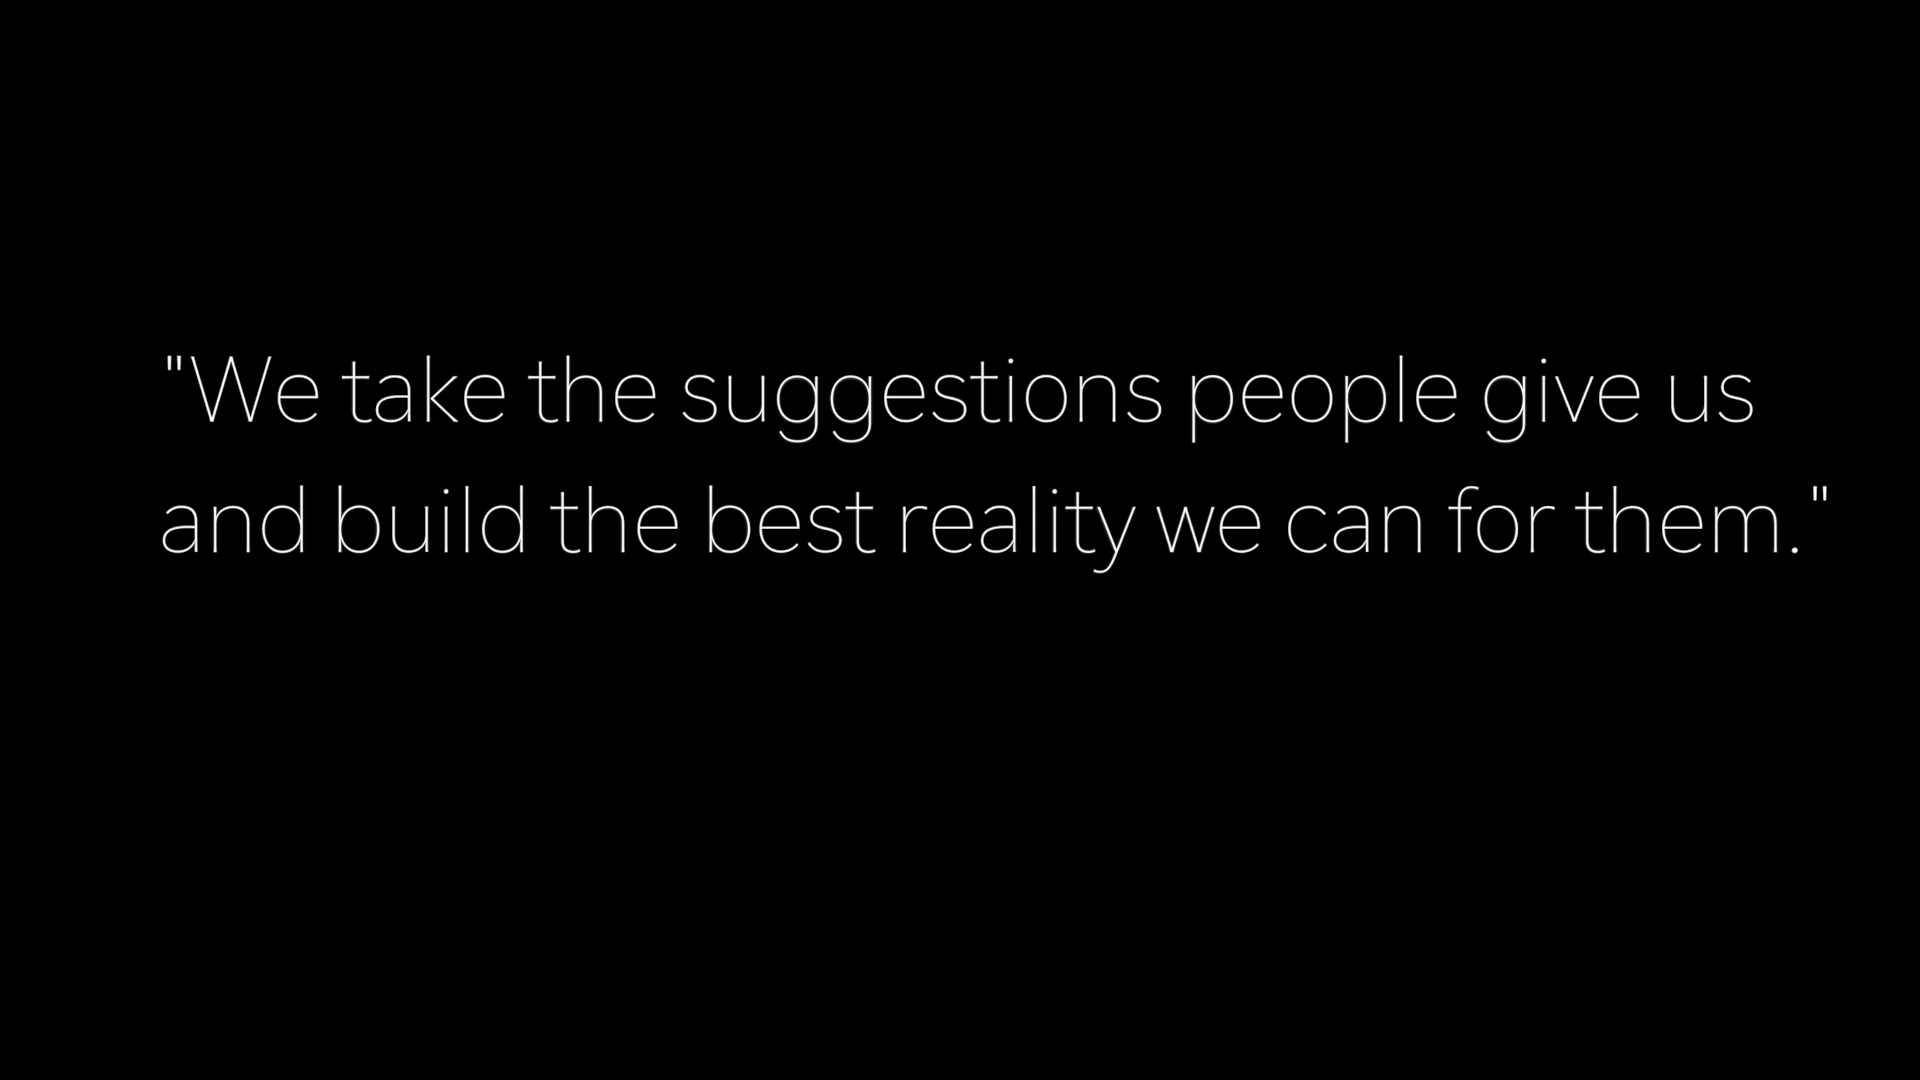 "We take the suggestions people give us
and build the best reality we can for them."